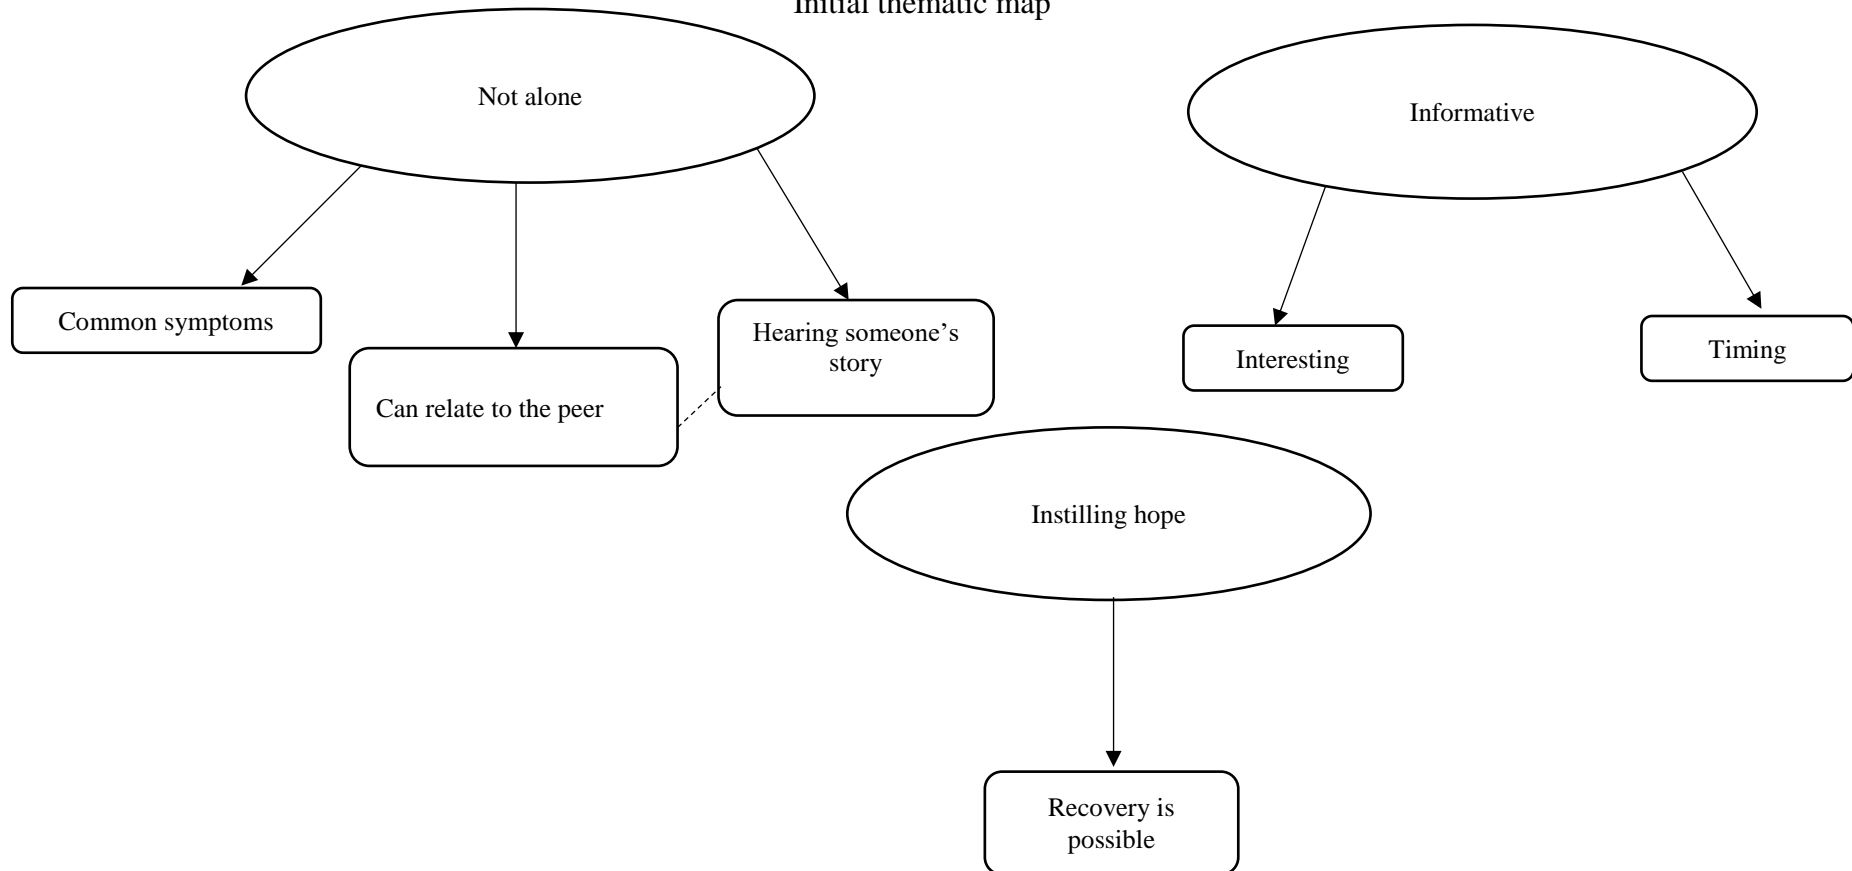 Initial thematic map
Not alone
Informative
Common symptoms
Can relate to the peer
Hearing someone’s
story
Interesting
Timing
Instilling hope
Recovery is
possible